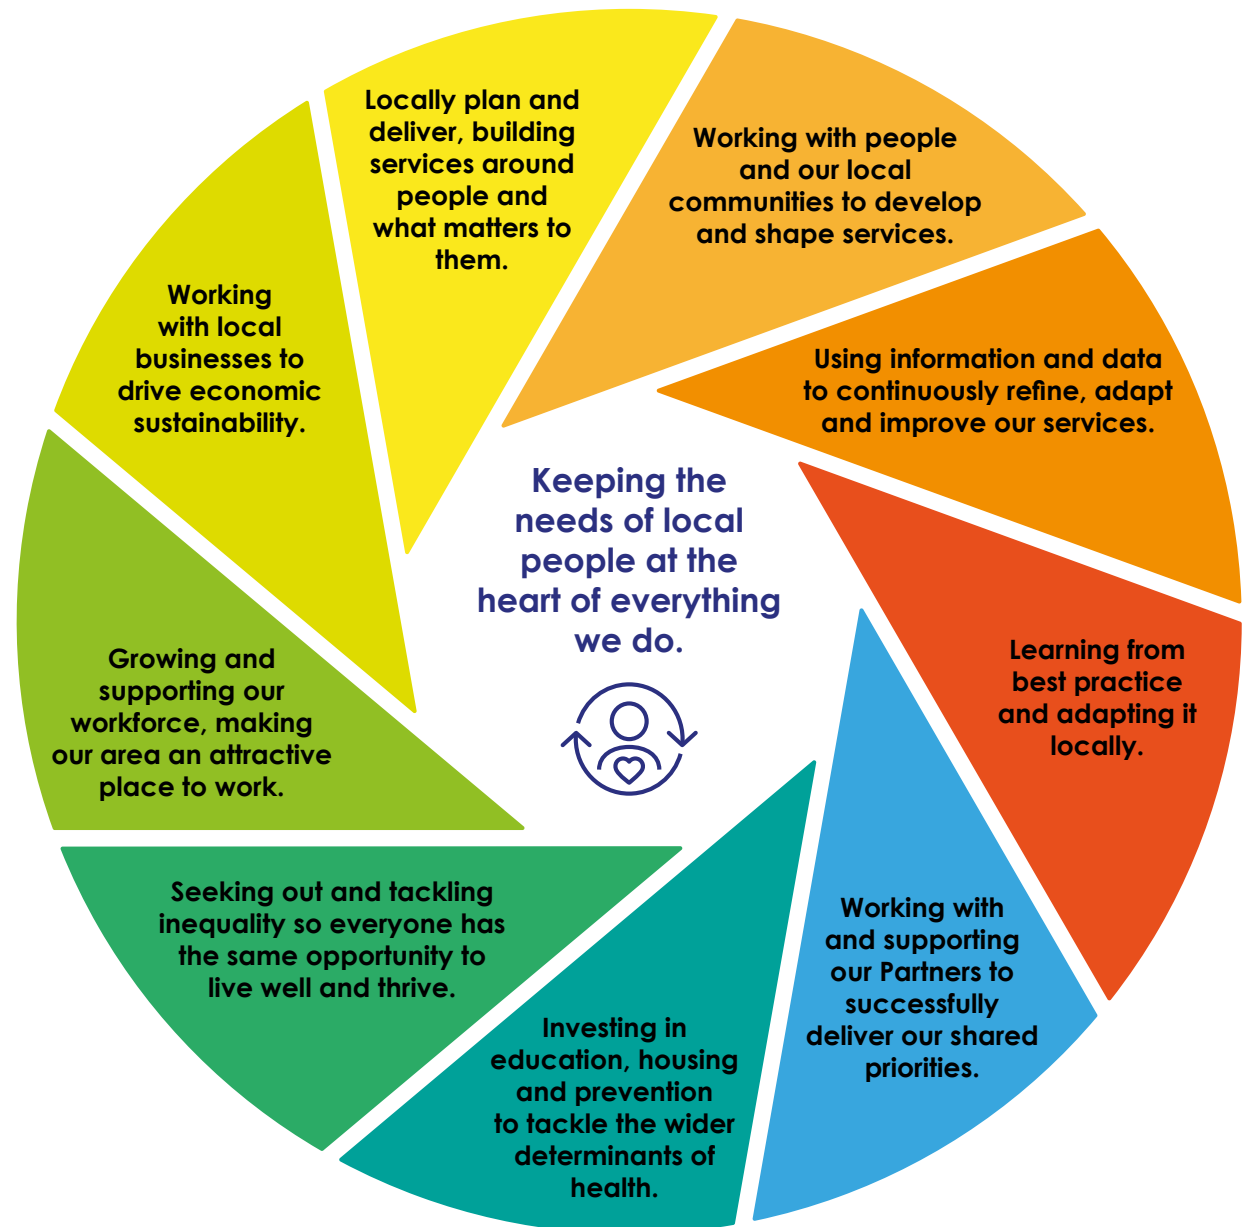 Locally plan and
deliver, building
services around
people and
what matters to
them.
Working with people
and our local
communities to develop
and shape services.
Using information and data
to continuously refine, adapt
and improve our services.
Learning from
best practice
and adapting it
locally.
Working with
and supporting
our Partners to
successfully
deliver our shared
priorities.
Investing in
education, housing
and prevention
to tackle the wider
determinants of
health.
Seeking out and tackling
inequality so everyone has
the same opportunity to
live well and thrive.
Growing and
supporting our
workforce, making
our area an attractive
place to work.
Working
with local
businesses to
drive economic
sustainability.
Keeping the
needs of local
people at the
heart of everything
we do.